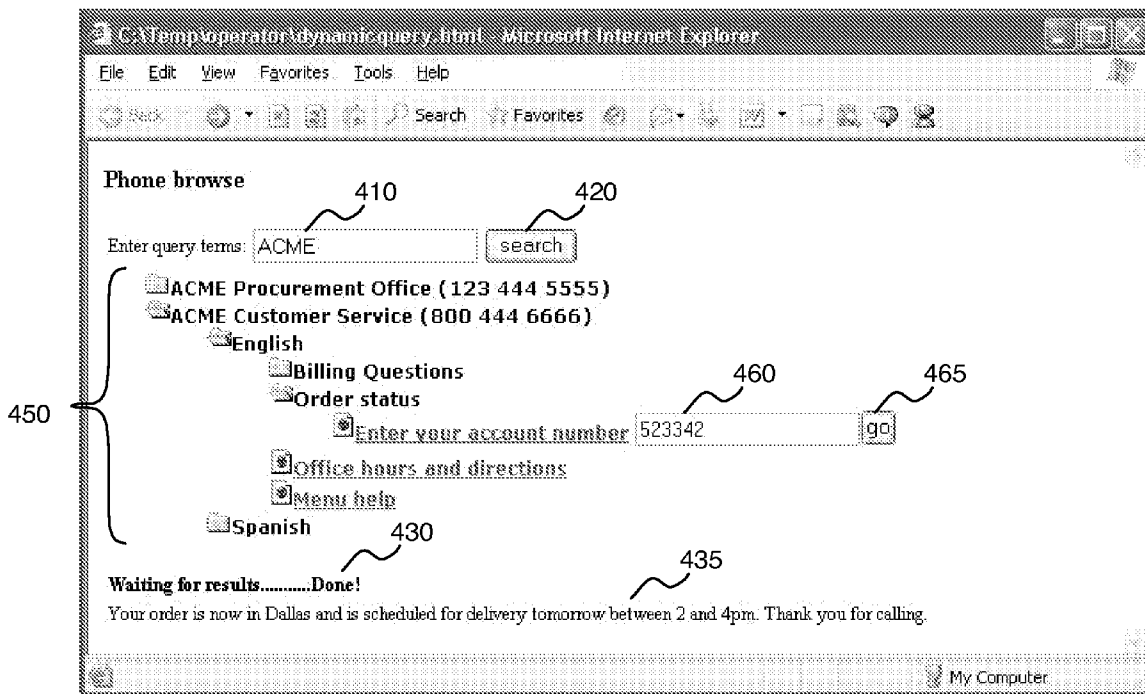 C:\Temp\operator\dynamicquery.html - Microsoft Internet Explorer
File Edit View Favorites Tools Help
Back Search Favorites
Phone browse
410 420
Enter query terms: ACME search
ACME Procurement Office (123 444 5555)
ACME Customer Service (800 444 6666)
English
Billing Questions
460 465
Order status
450
Enter your account number 523342 go
Office hours and directions
Menu help
Spanish
430
435
Waiting for results..........Done!
Your order is now in Dallas and is scheduled for delivery tomorrow between 2 and 4pm. Thank you for calling.
My Computer